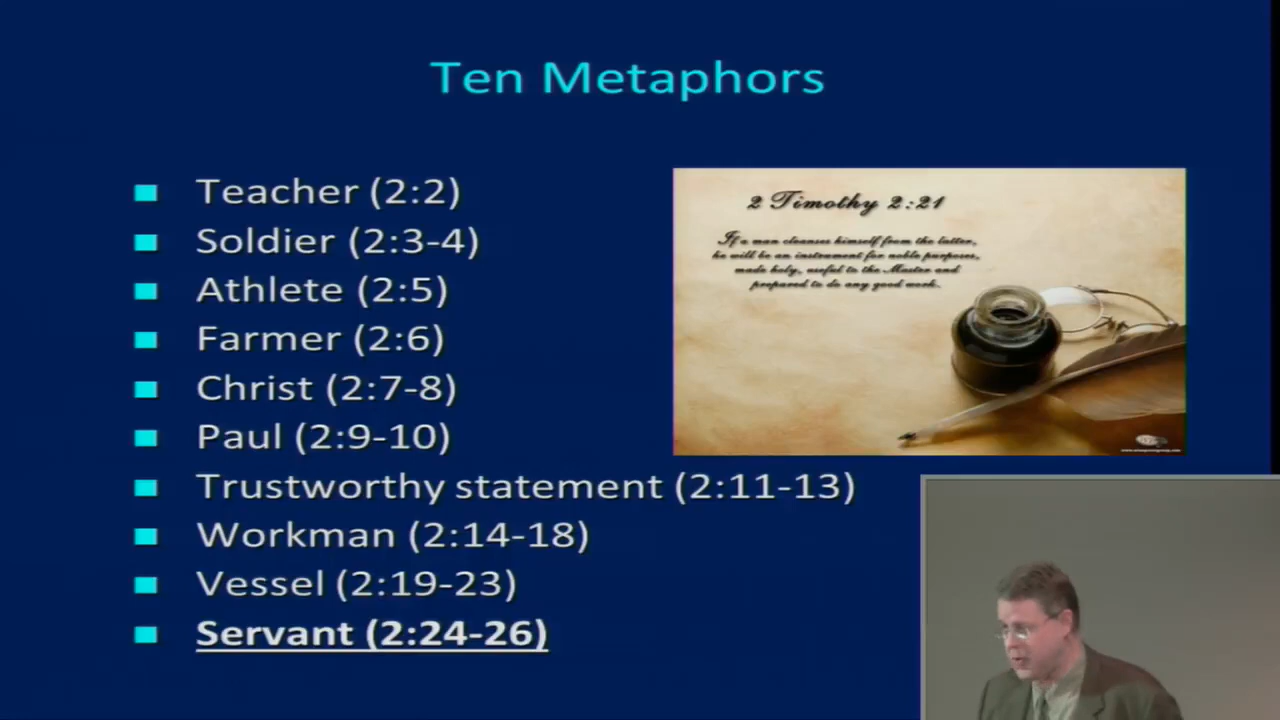 Ten Metaphors
Teacher (2:2)
Soldier (2:3-4)
Athlete (2:5)
Farmer (2:6)
Christ (2:7-8)
Paul (2:9-10)
Trustworthy statement (2:11-13)
Workman (2:14-18)
Vessel (2:19-23)
Servant (2:24-26)
2 Timothy 2:21
If a man cleanses himself from the latter,
he will be an instrument for noble purposes,
made holy, useful to the Master and
prepared to do any good work.